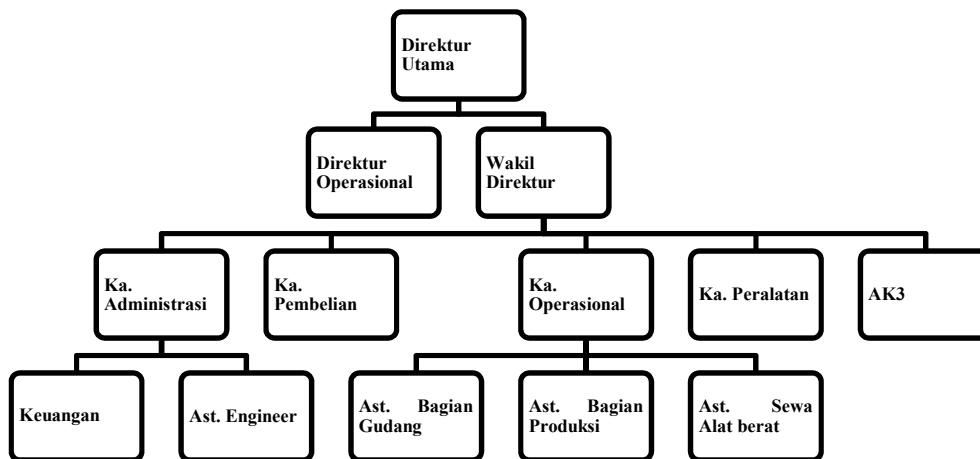 Direktur
Utama
Direktur
Operasional
Wakil
Direktur
Ka.
Administrasi
Ka.
Pembelian
Ka.
Operasional
Ka. Peralatan
AK3
Keuangan
Ast. Engineer
Ast. Bagian
Gudang
Ast. Bagian
Produksi
Ast. Sewa
Alat berat